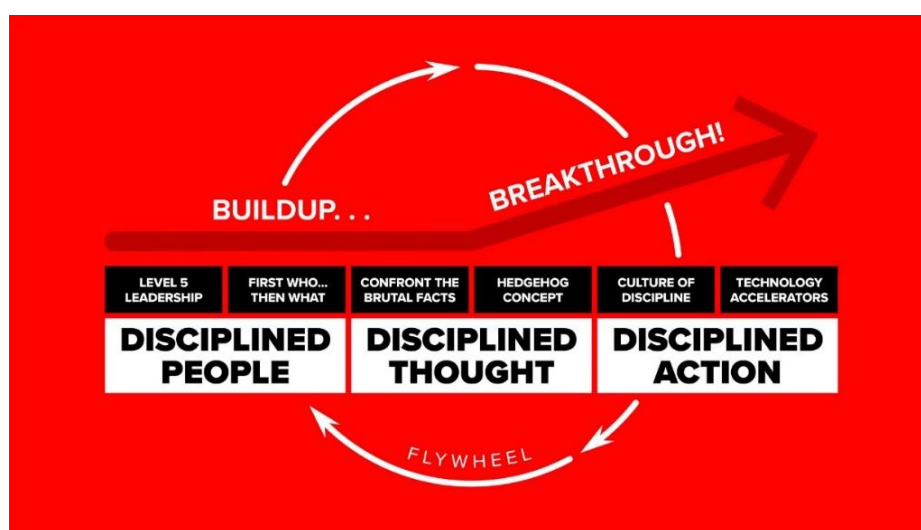 BUILDUP. . .
BREAKTHROUGH!
LEVEL 5
LEADERSHIP
FIRST WHO...
THEN WHAT
CONFRONT THE
BRUTAL FACTS
HEDGEHOG
CONCEPT
CULTURE OF
DISCIPLINE
TECHNOLOGY
ACCELERATORS
DISCIPLINED
PEOPLE
DISCIPLINED
THOUGHT
DISCIPLINED
ACTION
FLYWHEEL